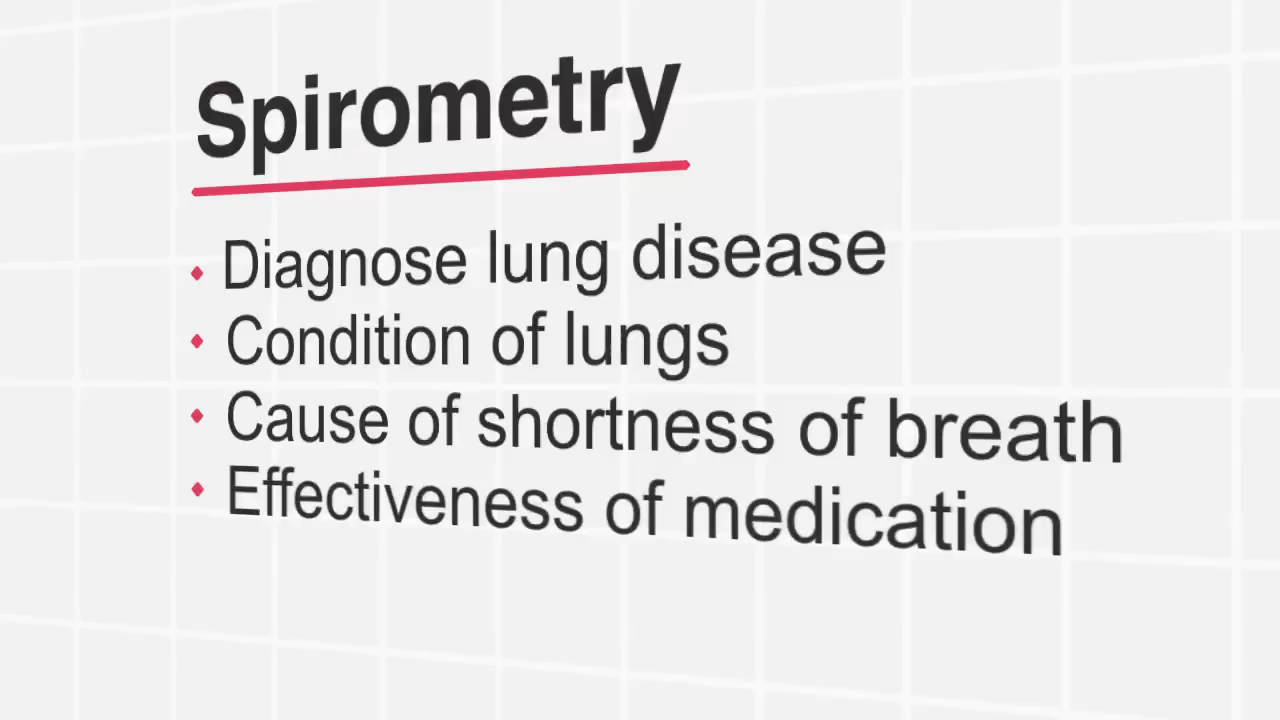 Spirometry
Diagnose lung disease
Condition of lungs
Cause of shortness of breath
Effectiveness of medication